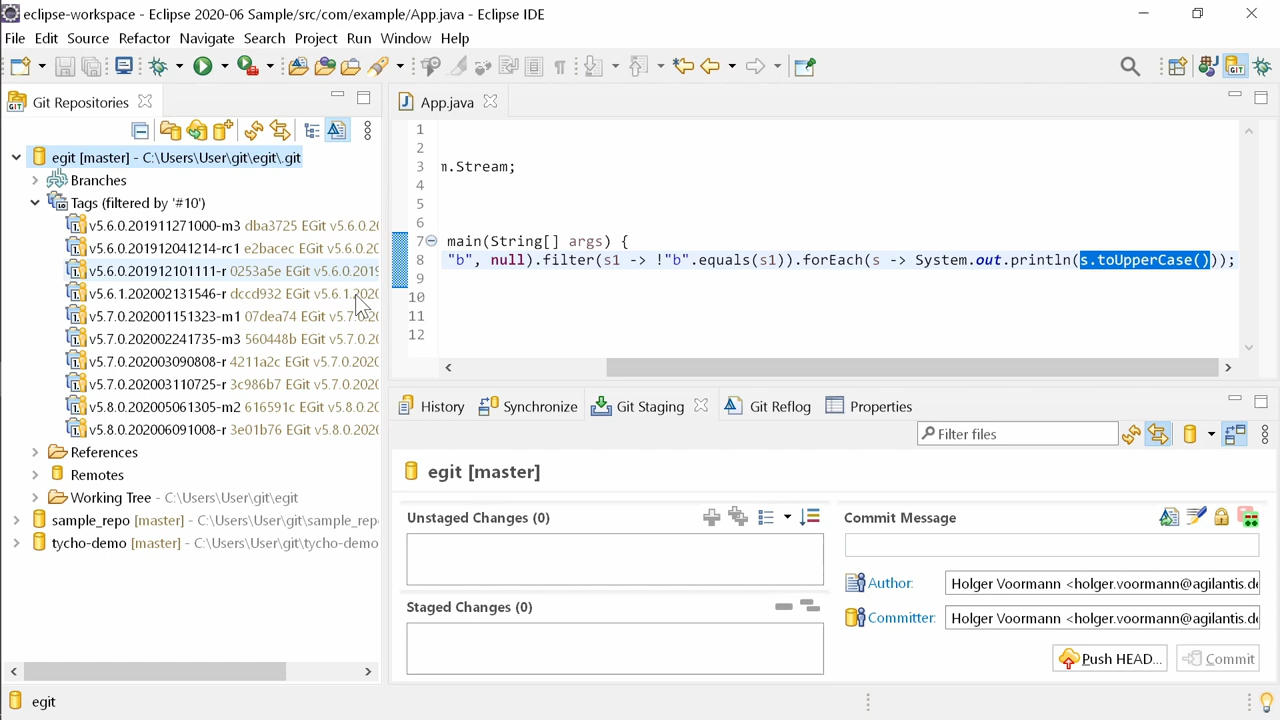 eclipse-workspace - Eclipse 2020-06 Sample/src/com/example/App.java - Eclipse IDE
File Edit Source Refactor Navigate Search Project Run Window Help
Git Repositories
egit [master] - C:\Users\User\git\egit\.git
Branches
Tags (filtered by '#10')
v5.6.0.201911271000-m3 dba3725 EGit v5.6.0.20
v5.6.0.201912041214-rc1 e2bacec EGit v5.6.0.20
v5.6.0.201912101111-r 0253a5e EGit v5.6.0.2019
v5.6.1.202002131546-r dccd932 EGit v5.6.1.2020
v5.7.0.202001151323-m1 07dea74 EGit v5.7.0.20
v5.7.0.202002241735-m3 560448b EGit v5.7.0.20
v5.7.0.202003090808-r 4211a2c EGit v5.7.0.2020
v5.7.0.202003110725-r 3c986b7 EGit v5.7.0.2020
v5.8.0.202005061305-m2 616591c EGit v5.8.0.20
v5.8.0.202006091008-r 3e01b76 EGit v5.8.0.2020
References
Remotes
Working Tree - C:\Users\User\git\egit
sample_repo [master] - C:\Users\User\git\sample_repo
tycho-demo [master] - C:\Users\User\git\tycho-demo
App.java
1
2
3 m.Stream;
4
5
6
7 main(String[] args) {
8 "b", null).filter(s1 -> !"b".equals(s1)).forEach(s -> System.out.println(s.toUpperCase()));
9
10
11
12
History Synchronize Git Staging Git Reflog Properties
Filter files
egit [master]
Unstaged Changes (0)
Staged Changes (0)
Commit Message
Author: Holger Voormann <holger.voormann@agilantis.de
Committer: Holger Voormann <holger.voormann@agilantis.de
Push HEAD... Commit
egit